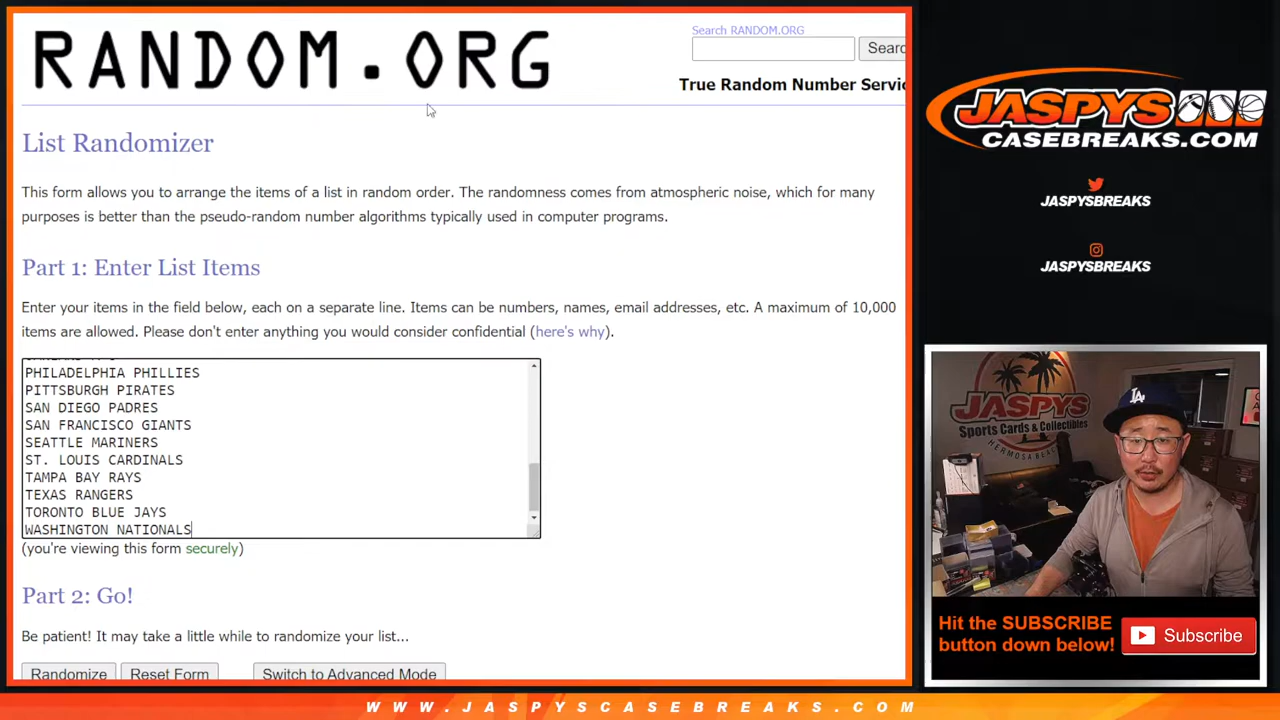 RANDOM.ORG
Search RANDOM.ORG
Searc
True Random Number Servic
List Randomizer
This form allows you to arrange the items of a list in random order. The randomness comes from atmospheric noise, which for many
purposes is better than the pseudo-random number algorithms typically used in computer programs.
Part 1: Enter List Items
Enter your items in the field below, each on a separate line. Items can be numbers, names, email addresses, etc. A maximum of 10,000
items are allowed. Please don't enter anything you would consider confidential (here's why).
PHILADELPHIA PHILLIES
PITTSBURGH PIRATES
SAN DIEGO PADRES
SAN FRANCISCO GIANTS
SEATTLE MARINERS
ST. LOUIS CARDINALS
TAMPA BAY RAYS
TEXAS RANGERS
TORONTO BLUE JAYS
WASHINGTON NATIONALS
(you're viewing this form securely)
Part 2: Go!
Be patient! It may take a little while to randomize your list...
Randomize
Reset Form
Switch to Advanced Mode
JASPYS
CASEBREAKS.COM
JASPYSBREAKS
JASPYSBREAKS
JASPYS
Sports Cards & Collectibles
HERMOSA BEACH
LA
Hit the SUBSCRIBE
button down below!
Subscribe
WWW.JASPYSCASEBREAKS.COM